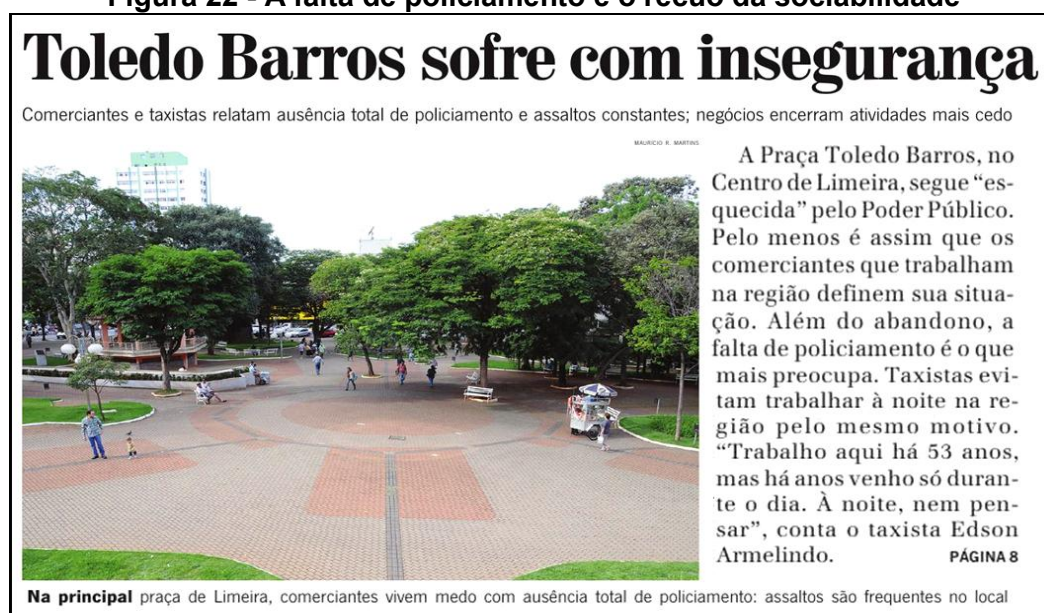 Figura 22 - A falta de policiamento e o recuo da sociabilidade
Toledo Barros sofre com insegurança
Comerciantes e taxistas relatam ausência total de policiamento e assaltos constantes; negócios encerram atividades mais cedo
MAURICIO R. MARTINS
A Praça Toledo Barros, no
Centro de Limeira, segue “es-
quecida” pelo Poder Público.
Pelo menos é assim que os
comerciantes que trabalham
na região definem sua situa-
ção. Além do abandono, a
falta de policiamento é o que
mais preocupa. Taxistas evi-
tam trabalhar à noite na re-
gião pelo mesmo motivo.
“Trabalho aqui há 53 anos,
mas há anos venho só duran-
te o dia. À noite, nem pen-
sar”, conta o taxista Edson
Armelindo. PÁGINA 8
Na principal praça de Limeira, comerciantes vivem medo com ausência total de policiamento: assaltos são frequentes no local